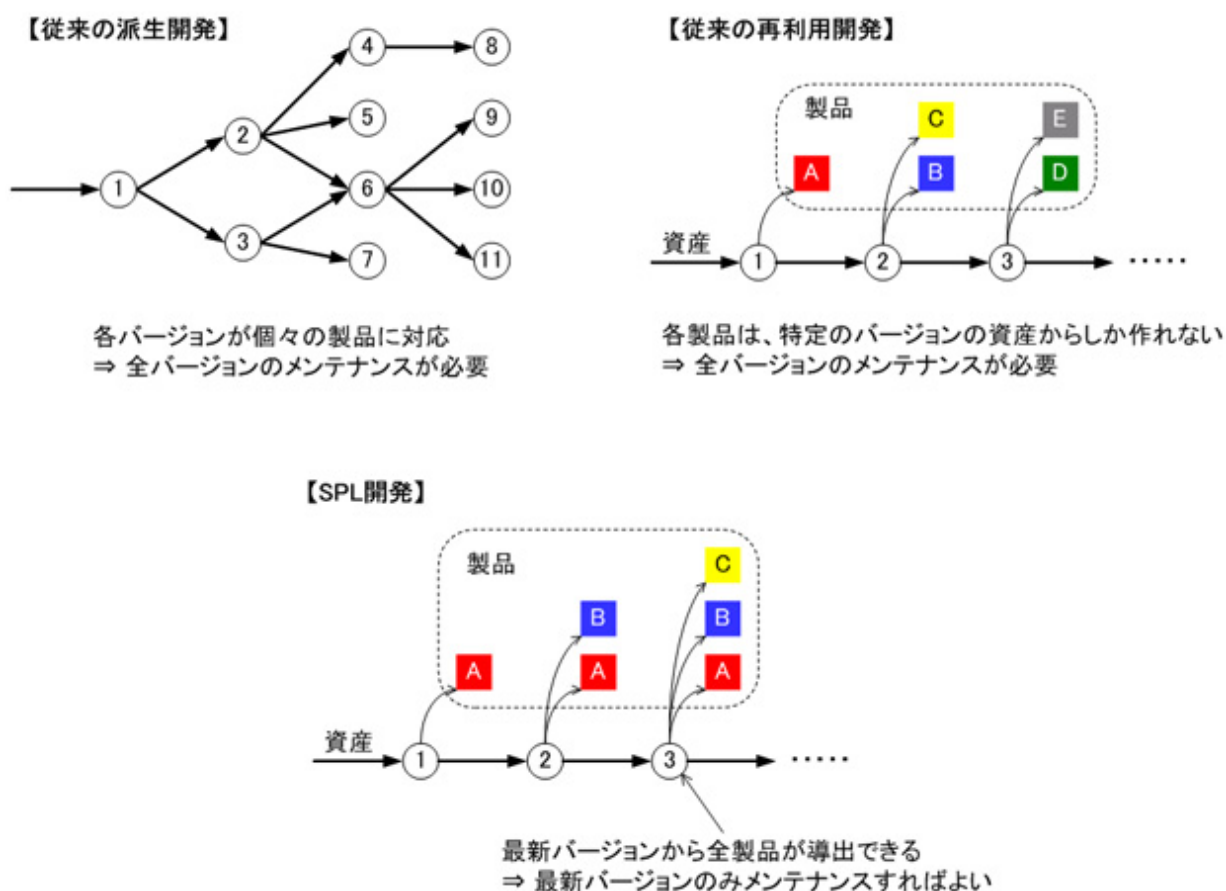 【従来の派生開発】
1
2
3
4
5
6
7
8
9
10
11
各バージョンが個々の製品に対応
⇒ 全バージョンのメンテナンスが必要
【従来の再利用開発】
製品
C
E
A
B
D
資産
1
2
3
・・・・・
各製品は、特定のバージョンの資産からしか作れない
⇒ 全バージョンのメンテナンスが必要
【SPL開発】
製品
C
B
B
A
A
A
資産
1
2
3
・・・・・
最新バージョンから全製品が導出できる
⇒ 最新バージョンのみメンテナンスすればよい